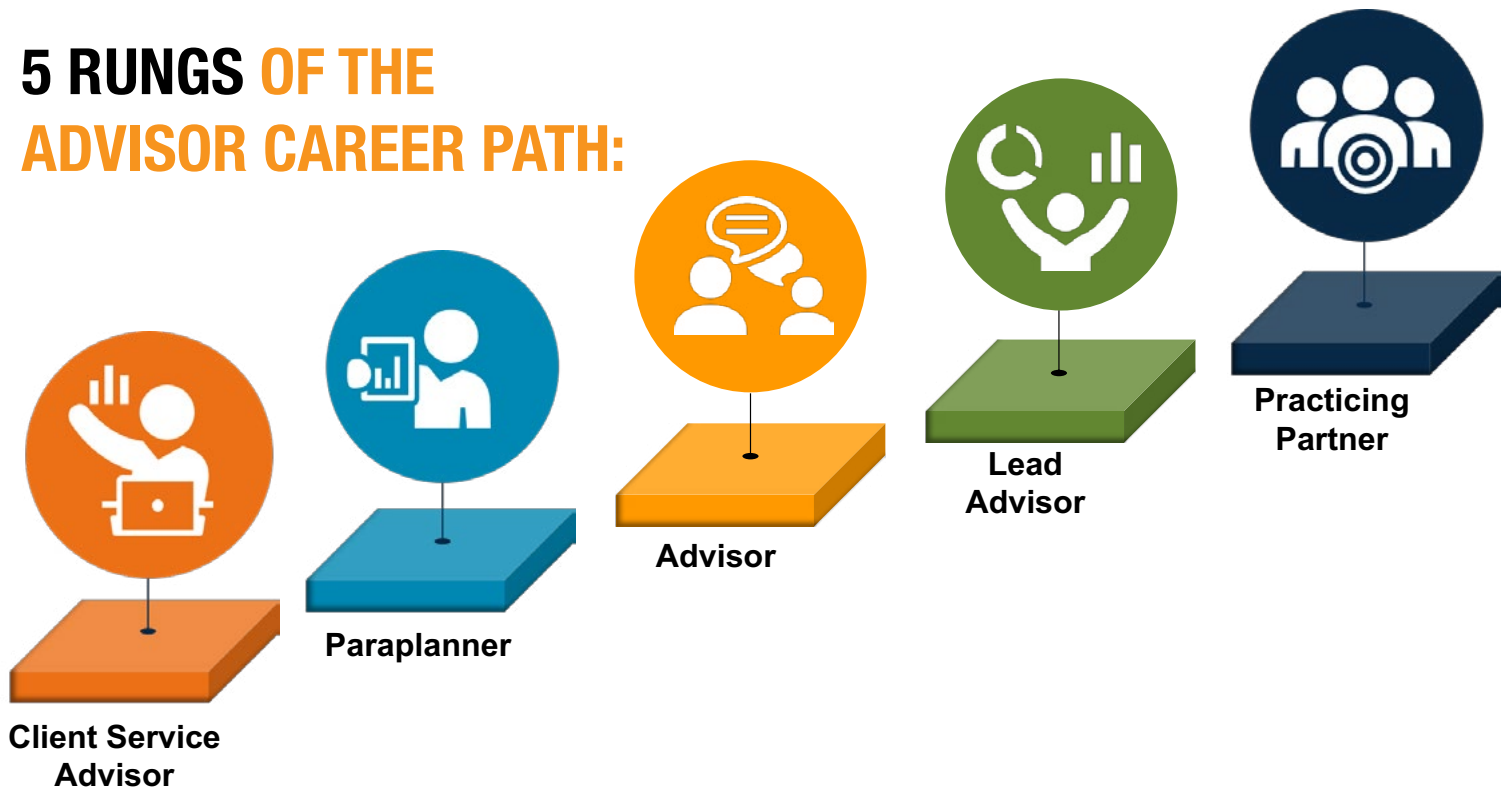 5 RUNGS OF THE
ADVISOR CAREER PATH:
Client Service
Advisor
Paraplanner
Advisor
Lead
Advisor
Practicing
Partner